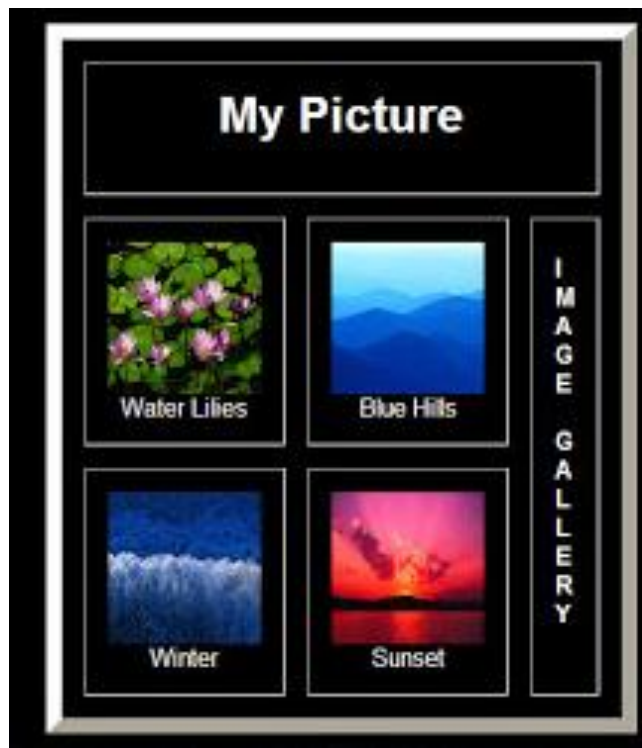 My Picture
Water Lilies
Blue Hills
Winter
Sunset
IMAGE GALLERY